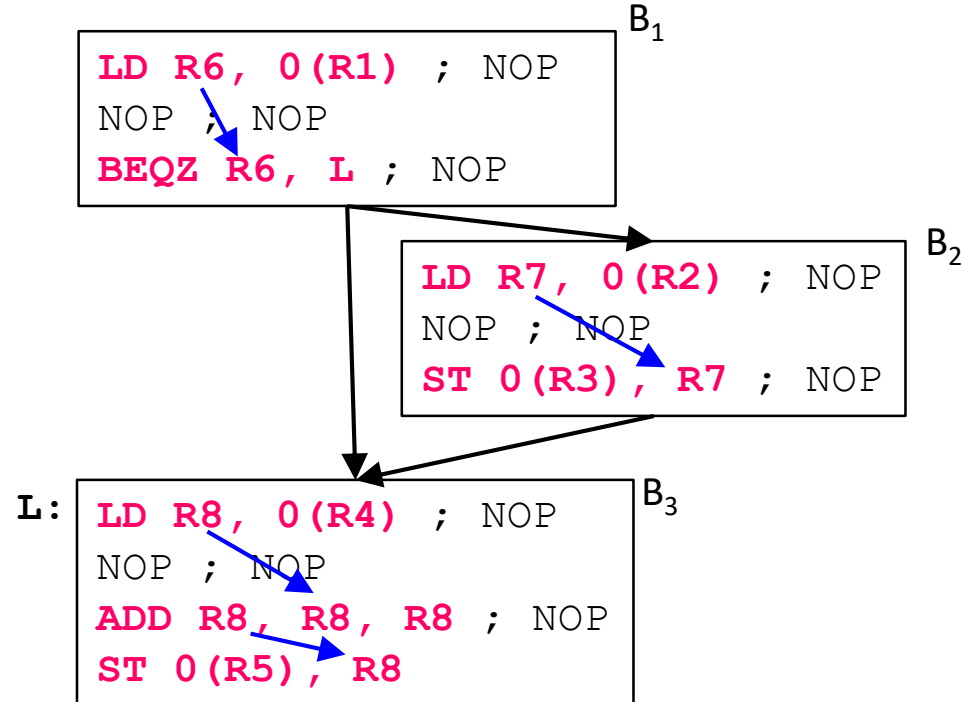 B₁
LD R6, 0(R1) ; NOP
NOP ; NOP
BEQZ R6, L ; NOP
B₂
LD R7, 0(R2) ; NOP
NOP ; NOP
ST 0(R3), R7 ; NOP
B₃
L:
LD R8, 0(R4) ; NOP
NOP ; NOP
ADD R8, R8, R8 ; NOP
ST 0(R5), R8